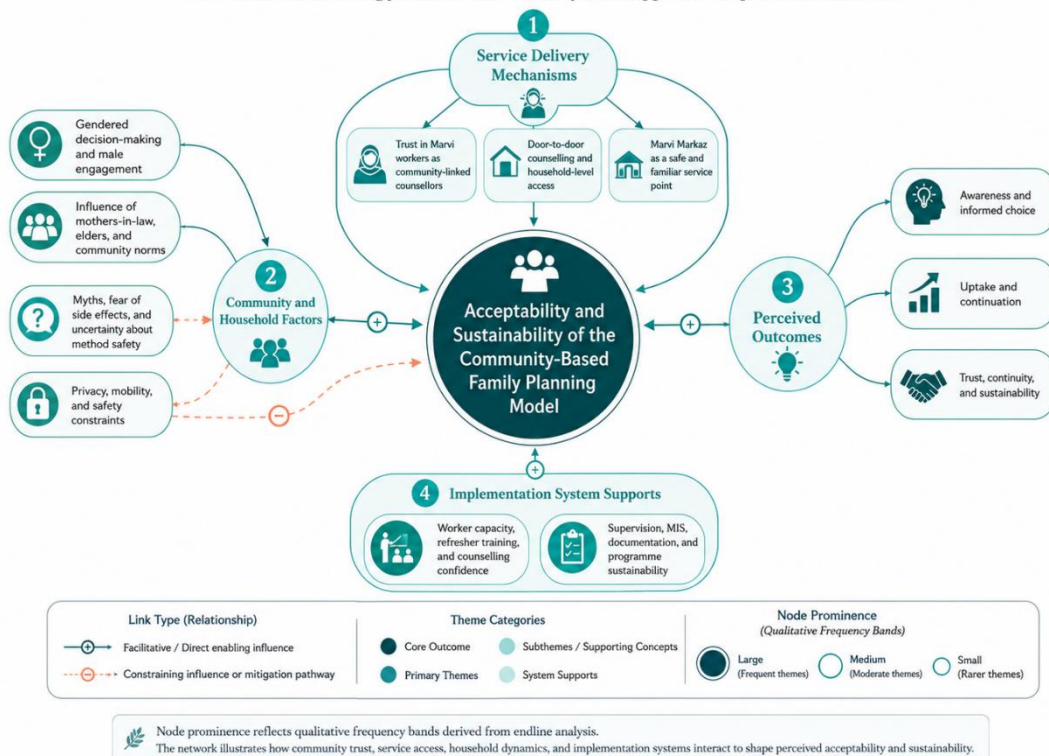 1
Service Delivery
Mechanisms
Trust in Marvi
workers as
community-linked
counsellors
Door-to-door
counselling and
household-level
access
Marvi Markaz
as a safe and
familiar service
point
Gendered
decision-making
and male
engagement
Influence of
mothers-in-law,
elders, and
community norms
Myths, fear of
side effects, and
uncertainty about
method safety
Privacy, mobility,
and safety
constraints
2
Community and
Household Factors
+
−
Acceptability and
Sustainability of the
Community-Based
Family Planning
Model
+
3
Perceived
Outcomes
Awareness and
informed choice
Uptake and
continuation
Trust, continuity,
and sustainability
+
4 Implementation System Supports
Worker capacity,
refresher training,
and counselling
confidence
Supervision, MIS,
documentation, and
programme
sustainability
Link Type (Relationship)
+ Facilitative / Direct enabling influence
− Constraining influence or mitigation pathway
Theme Categories
Core Outcome
Subthemes / Supporting Concepts
Primary Themes
System Supports
Node Prominence
(Qualitative Frequency Bands)
Large
(Frequent themes)
Medium
(Moderate themes)
Small
(Rarer themes)
Node prominence reflects qualitative frequency bands derived from endline analysis.
The network illustrates how community trust, service access, household dynamics, and implementation systems interact to shape perceived acceptability and sustainability.